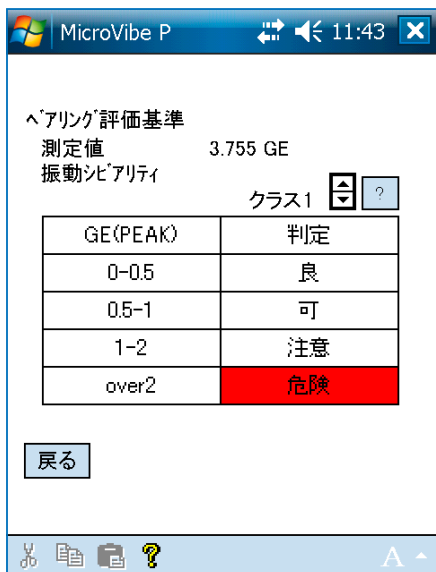 MicroVibe P 11:43
ベアリング評価基準
測定値 3.755 GE
振動シビアリティ
クラス1 ?
GE(PEAK) 判定
0-0.5 良
0.5-1 可
1-2 注意
over2 危険
戻る
A